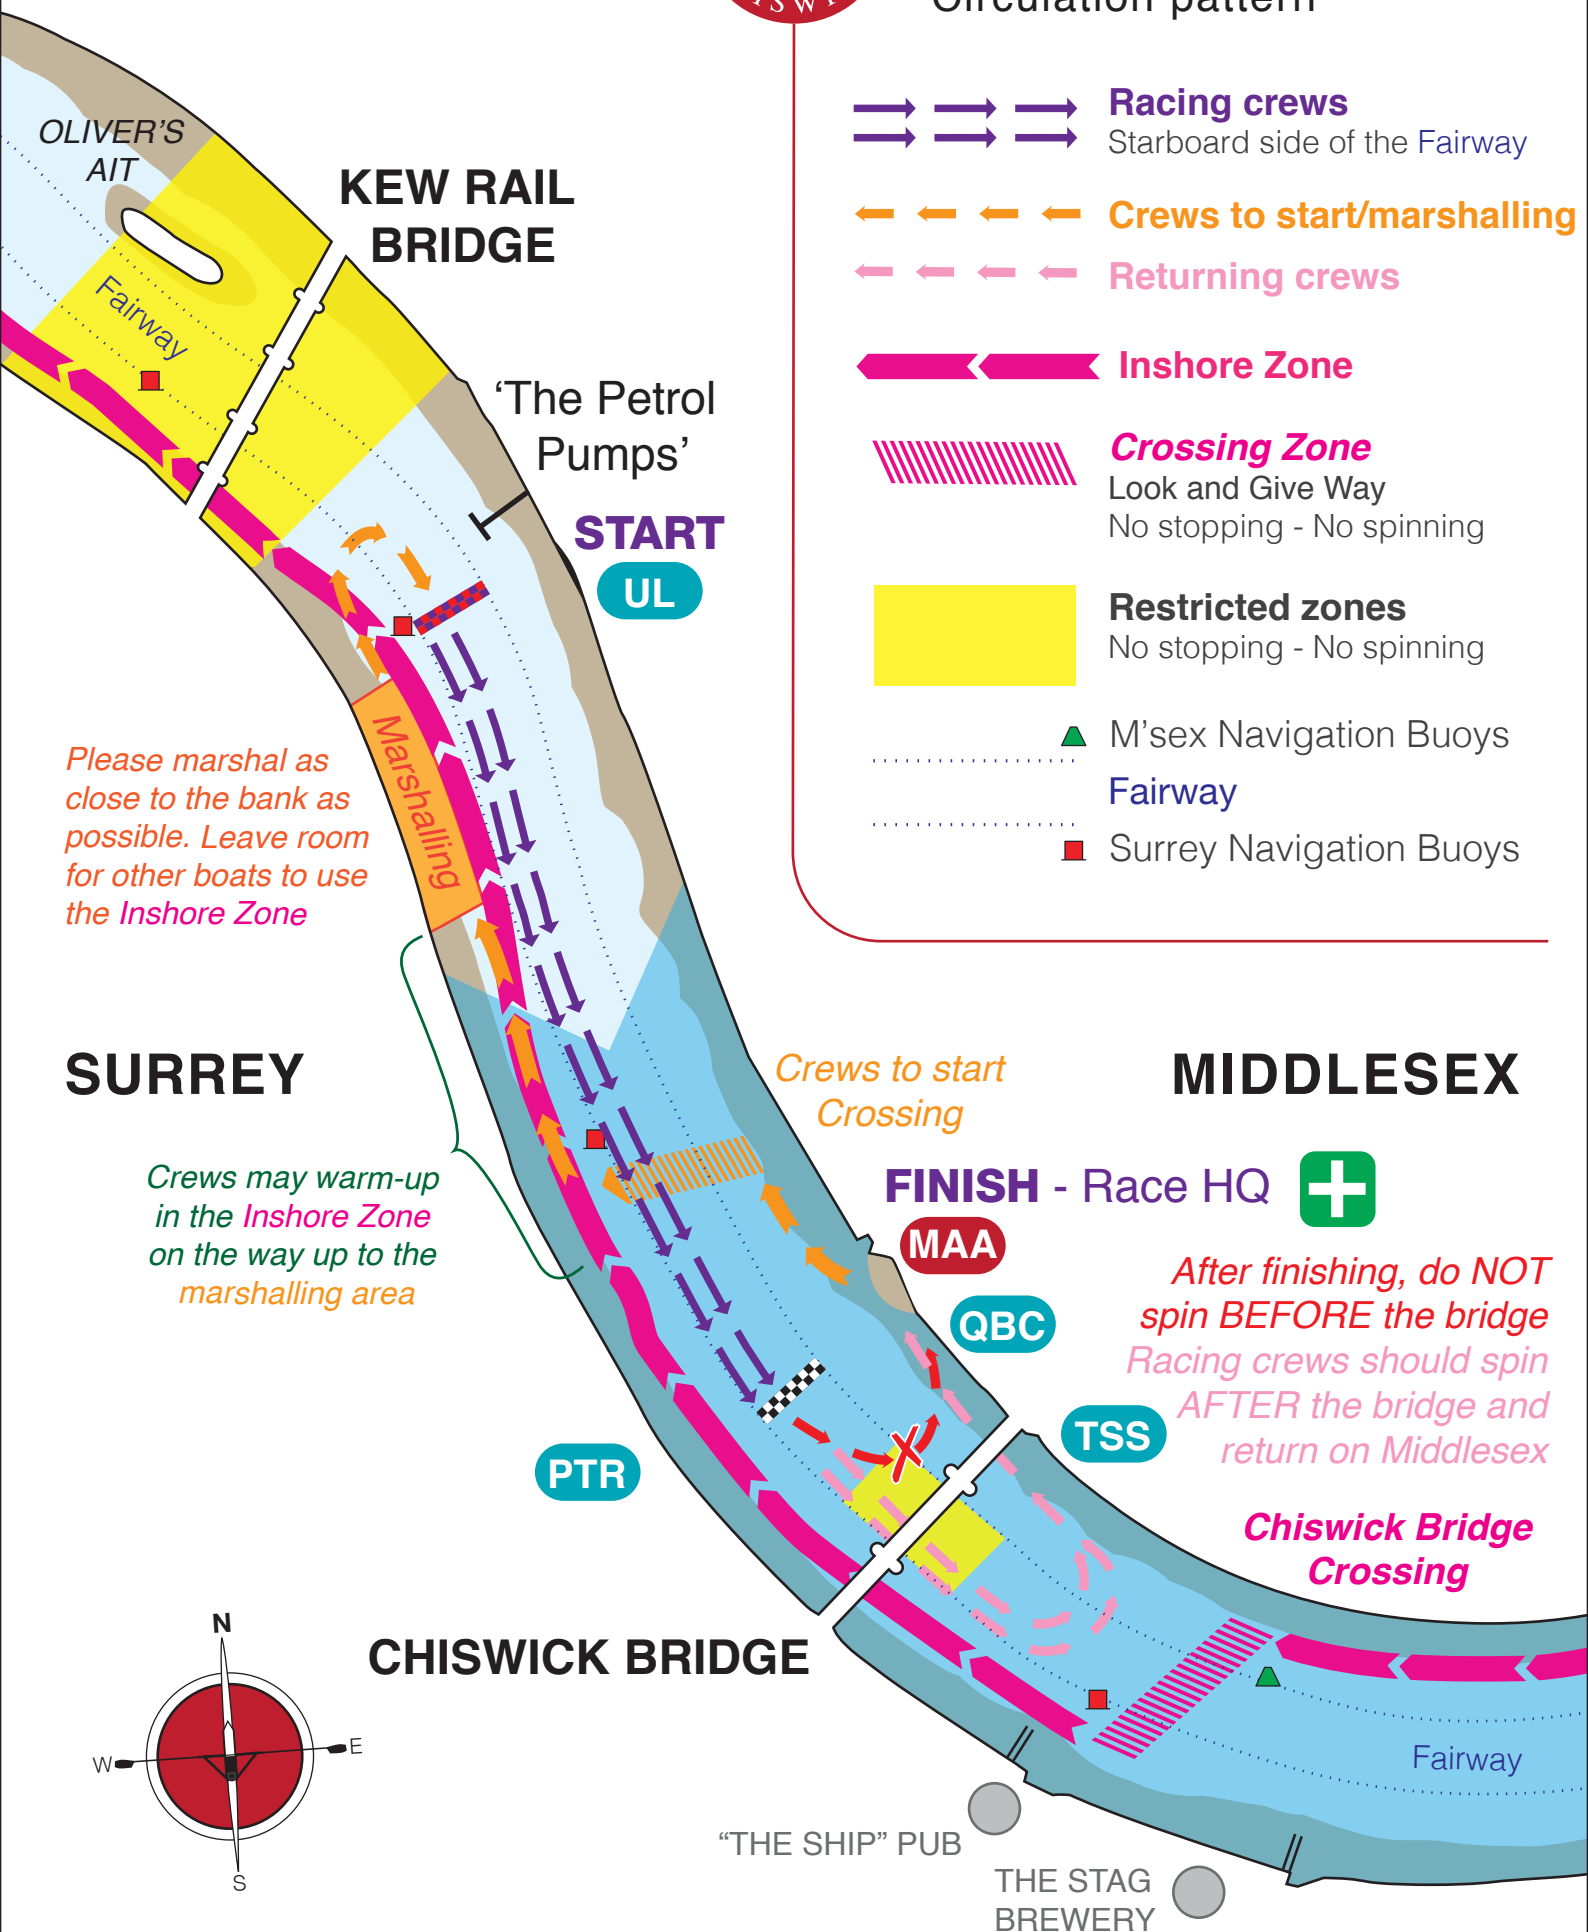 Circulation pattern
Racing crews
Starboard side of the Fairway
Crews to start/marshalling
Returning crews
Inshore Zone
Crossing Zone
Look and Give Way
No stopping - No spinning
Restricted zones
No stopping - No spinning
M'sex Navigation Buoys
Fairway
Surrey Navigation Buoys
OLIVER'S
AIT
KEW RAIL
BRIDGE
Fairway
‘The Petrol
Pumps’
START
UL
Marshalling
Please marshal as
close to the bank as
possible. Leave room
for other boats to use
the Inshore Zone
SURREY
MIDDLESEX
Crews to start
Crossing
Crews may warm-up
in the Inshore Zone
on the way up to the
marshalling area
FINISH - Race HQ
MAA
QBC
After finishing, do NOT
spin BEFORE the bridge
Racing crews should spin
AFTER the bridge and
return on Middlesex
TSS
PTR
Chiswick Bridge
Crossing
CHISWICK BRIDGE
N
W
E
S
Fairway
“THE SHIP” PUB
THE STAG
BREWERY